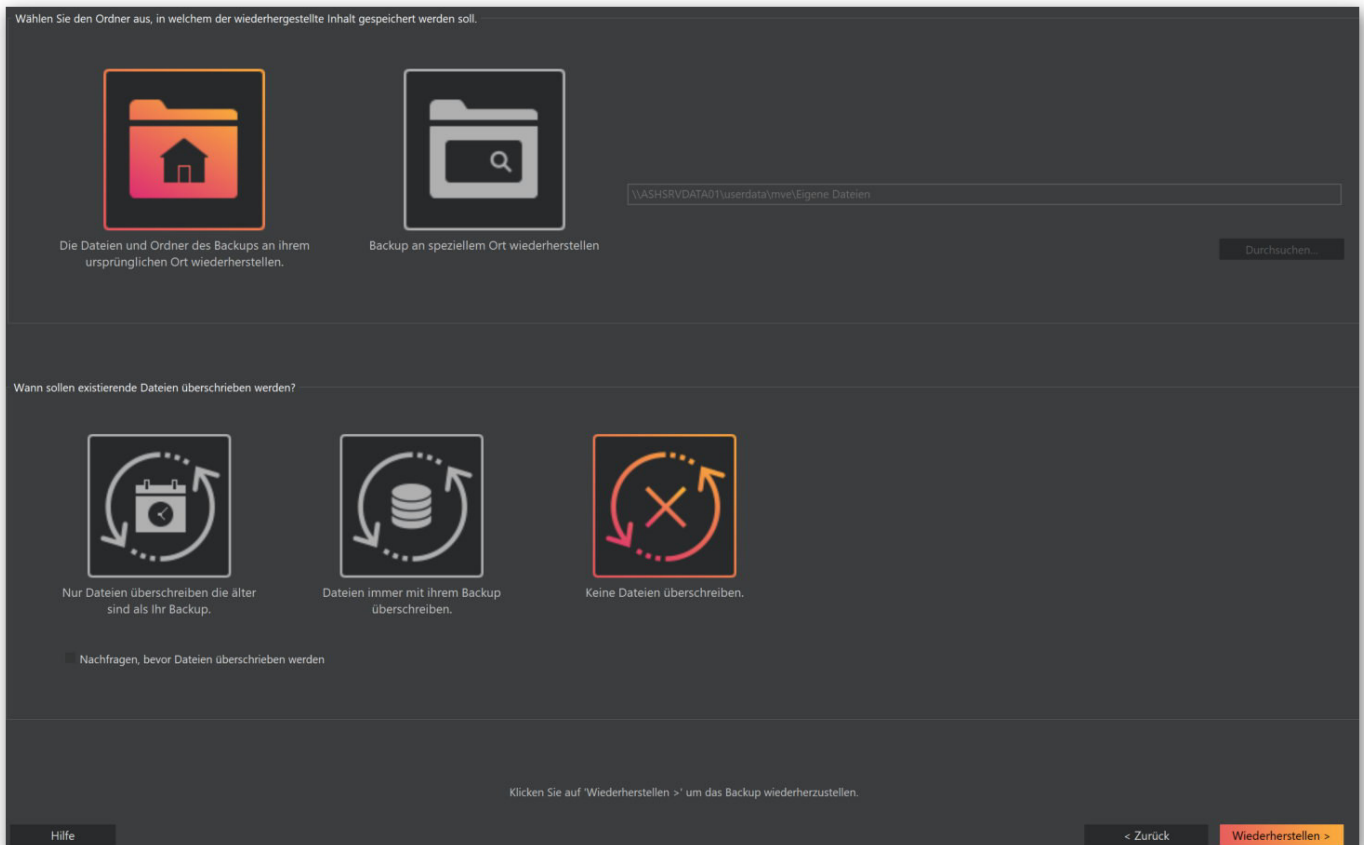 Wählen Sie den Ordner aus, in welchem der wiederhergestellte Inhalt gespeichert werden soll.
Die Dateien und Ordner des Backups an ihrem
ursprünglichen Ort wiederherstellen.
Backup an speziellem Ort wiederherstellen
\\ASHSRVDATA01\userdata\mve\Eigene Dateien
Durchsuchen...
Wann sollen existierende Dateien überschrieben werden?
Nur Dateien überschreiben die älter
sind als Ihr Backup.
Dateien immer mit ihrem Backup
überschreiben.
Keine Dateien überschreiben.
Nachfragen, bevor Dateien überschrieben werden
Klicken Sie auf 'Wiederherstellen >' um das Backup wiederherzustellen.
Hilfe
< Zurück
Wiederherstellen >